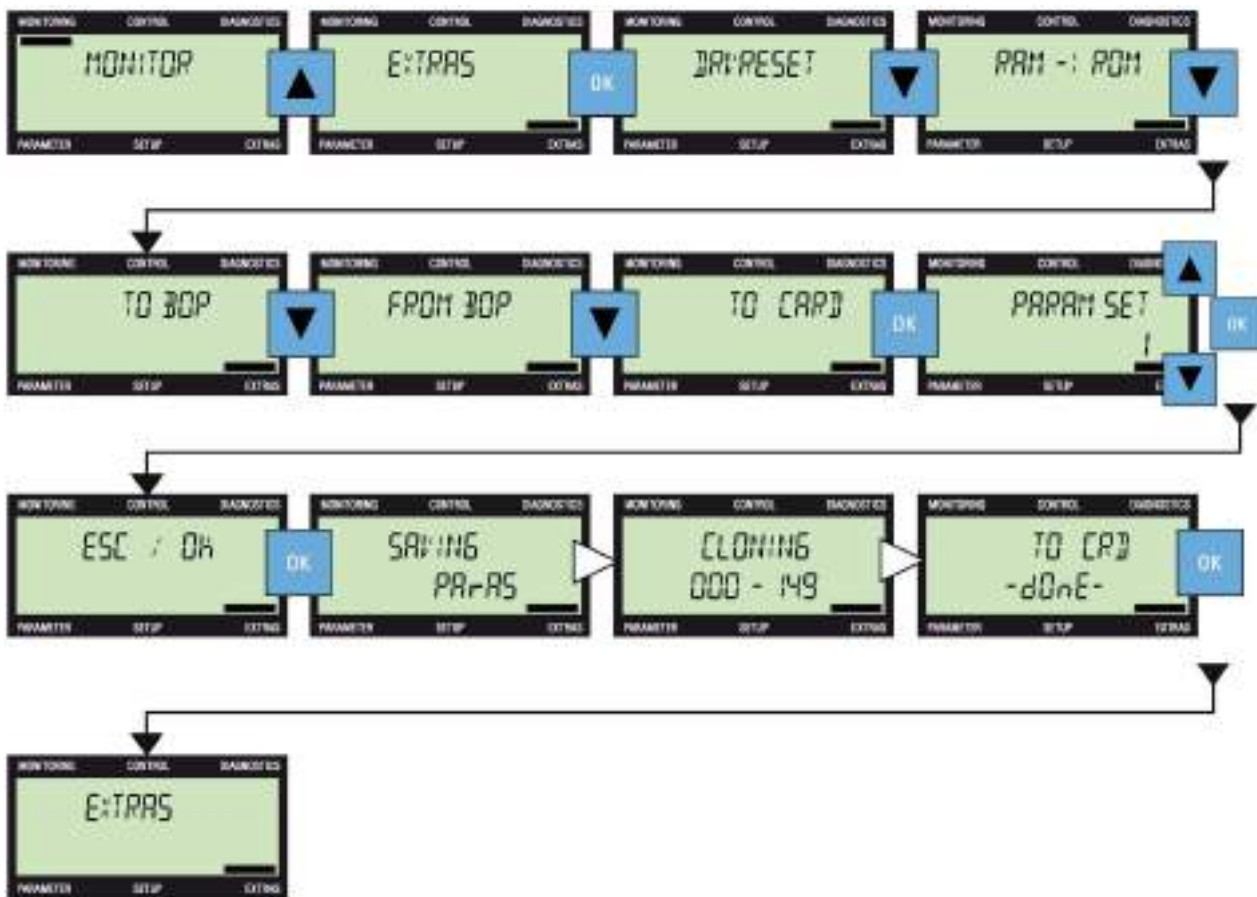 MONITORING CONTROL DIAGNOSTICS
MONITOR
PARAMETER SETUP EXTRAS
MONITORING CONTROL DIAGNOSTICS
EXTRAS
OK
PARAMETER SETUP EXTRAS
MONITORING CONTROL DIAGNOSTICS
DRVRESET
PARAMETER SETUP EXTRAS
MONITORING CONTROL DIAGNOSTICS
RAM -> ROM
PARAMETER SETUP EXTRAS
MONITORING CONTROL DIAGNOSTICS
TO BOP
PARAMETER SETUP EXTRAS
MONITORING CONTROL DIAGNOSTICS
FROM BOP
PARAMETER SETUP EXTRAS
MONITORING CONTROL DIAGNOSTICS
TO CARD
OK
PARAMETER SETUP EXTRAS
MONITORING CONTROL
PARAM SET
OK
1
PARAMETER SETUP
MONITORING CONTROL DIAGNOSTICS
ESC / OK
OK
PARAMETER SETUP EXTRAS
MONITORING CONTROL DIAGNOSTICS
SAVING
PArAS
PARAMETER SETUP EXTRAS
MONITORING CONTROL DIAGNOSTICS
CLONING
000 - 149
PARAMETER SETUP EXTRAS
MONITORING CONTROL DIAGNOSTICS
TO CRD
-dOnE-
OK
PARAMETER SETUP EXTRAS
MONITORING CONTROL DIAGNOSTICS
EXTRAS
PARAMETER SETUP EXTRAS